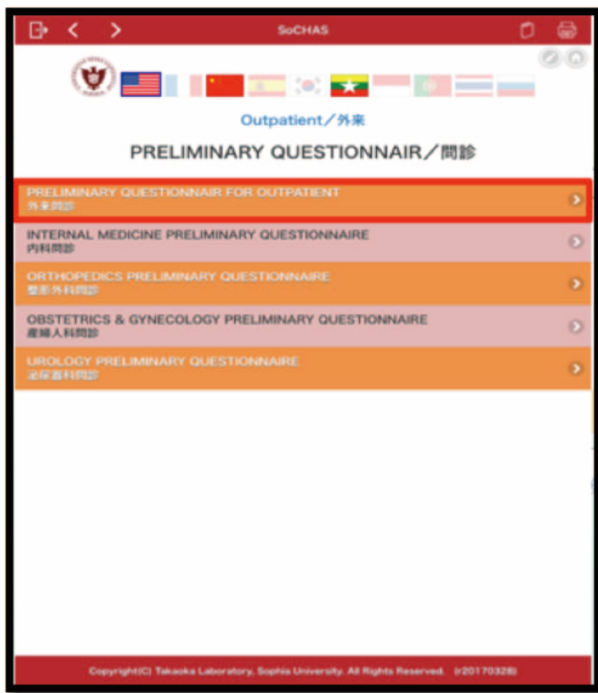 SoCHAS
Outpatient／外来
PRELIMINARY QUESTIONNAIR／問診
PRELIMINARY QUESTIONNAIR FOR OUTPATIENT
外来問診
INTERNAL MEDICINE PRELIMINARY QUESTIONNAIRE
内科問診
ORTHOPEDICS PRELIMINARY QUESTIONNAIRE
整形外科問診
OBSTETRICS & GYNECOLOGY PRELIMINARY QUESTIONNAIRE
産婦人科問診
UROLOGY PRELIMINARY QUESTIONNAIRE
泌尿器科問診
Copyright(C) Takaoka Laboratory, Sophia University. All Rights Reserved. (r20170328)